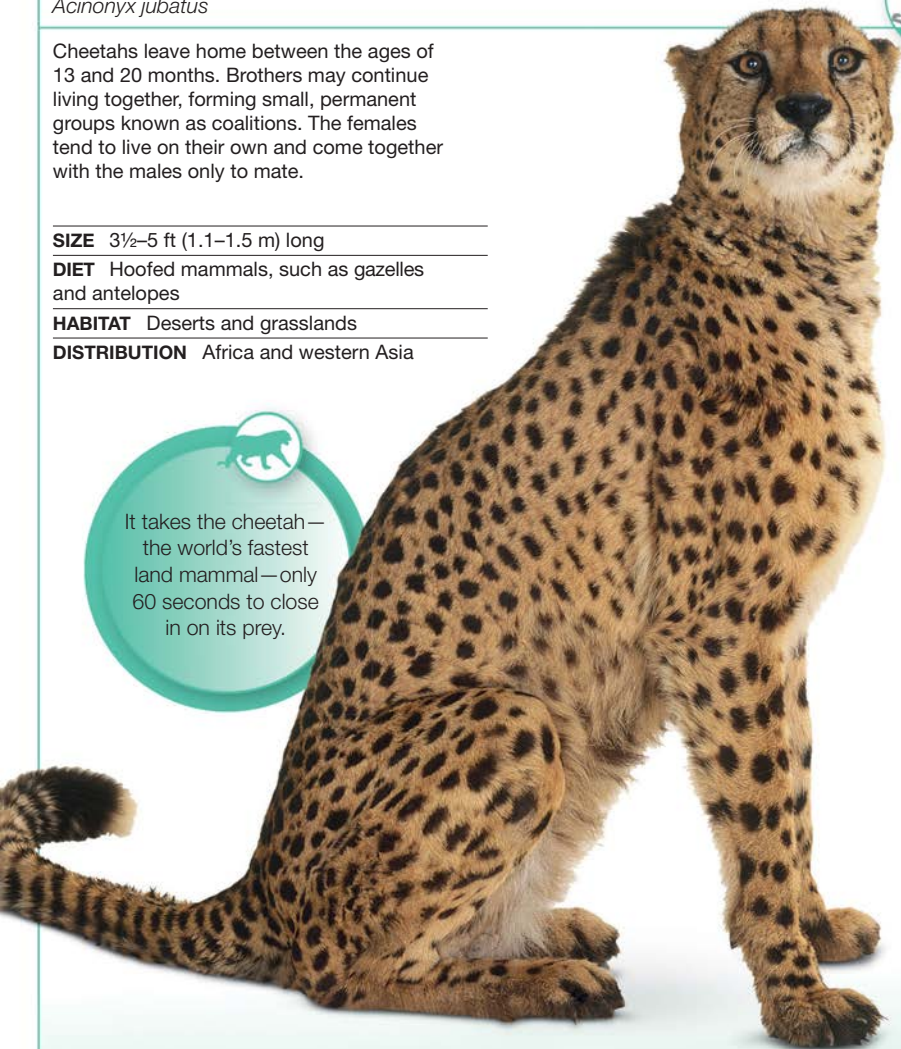 Acinonyx jubatus
Cheetahs leave home between the ages of
13 and 20 months. Brothers may continue
living together, forming small, permanent
groups known as coalitions. The females
tend to live on their own and come together
with the males only to mate.
SIZE 3½–5 ft (1.1–1.5 m) long
DIET Hoofed mammals, such as gazelles
and antelopes
HABITAT Deserts and grasslands
DISTRIBUTION Africa and western Asia
It takes the cheetah—
the world’s fastest
land mammal—only
60 seconds to close
in on its prey.